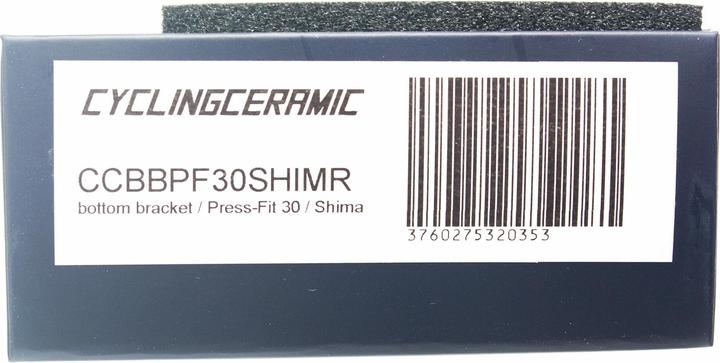 CYCLINGCERAMIC
CCBBPF30SHIMR
bottom bracket / Press-Fit 30 / Shima
3760275320353